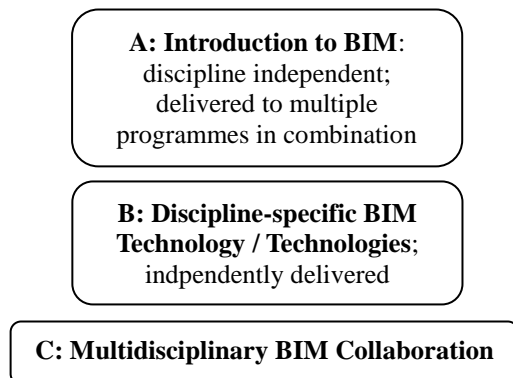 A: Introduction to BIM:
discipline independent;
delivered to multiple
programmes in combination
B: Discipline-specific BIM
Technology / Technologies;
indpendently delivered
C: Multidisciplinary BIM Collaboration